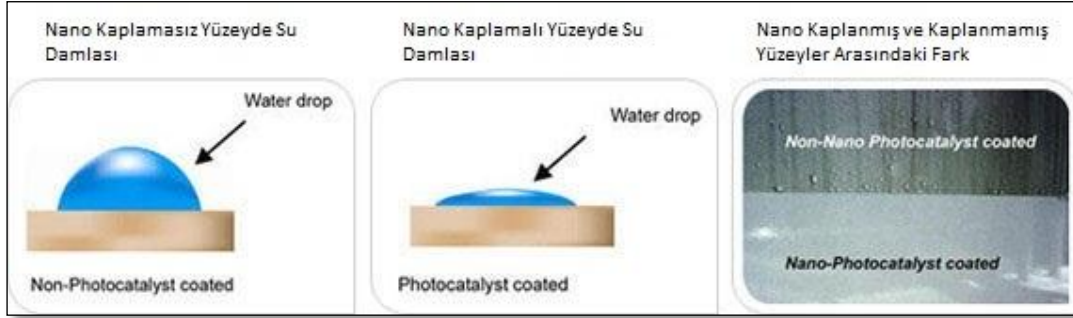 Nano Kaplamasız Yüzeyde Su
Damlası
Water drop
Non-Photocatalyst coated
Nano Kaplamalı Yüzeyde Su
Damlası
Water drop
Photocatalyst coated
Nano Kaplanmış ve Kaplanmamış
Yüzeyler Arasındaki Fark
Non-Nano Photocatalyst coated
Nano-Photocatalyst coated